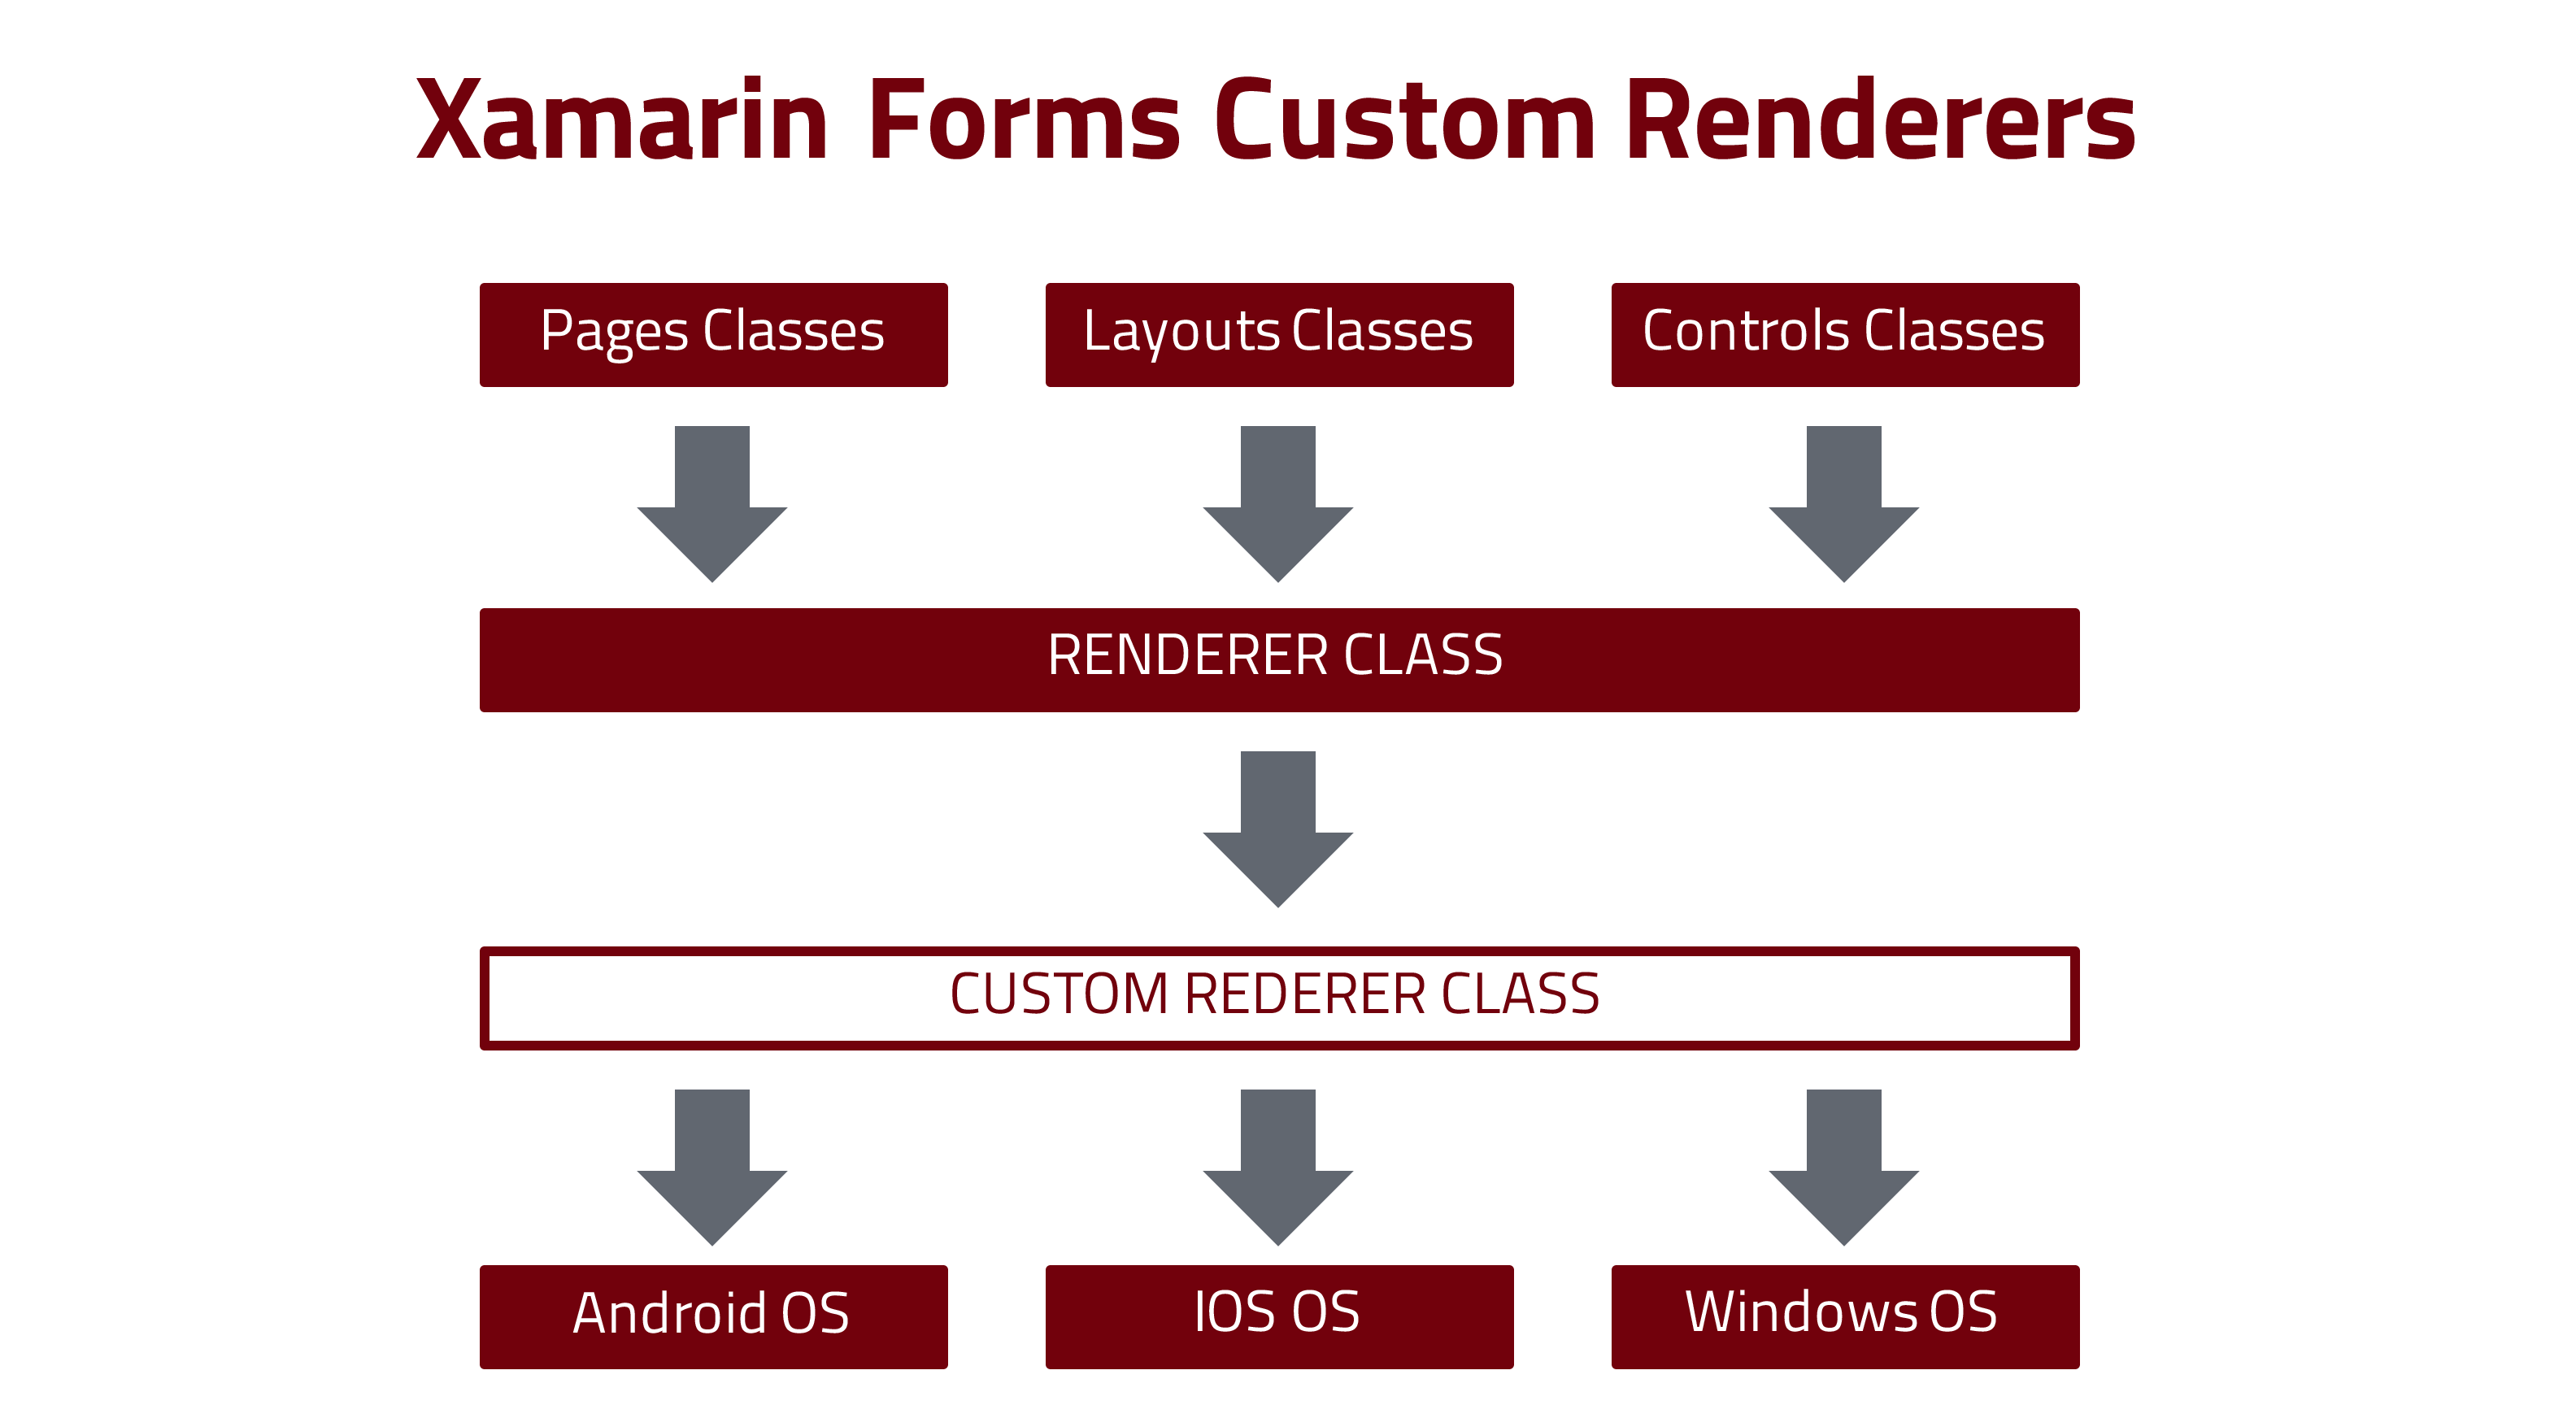 Xamarin Forms Custom Renderers
Pages Classes
Layouts Classes
Controls Classes
RENDERER CLASS
CUSTOM REDERER CLASS
Android OS
IOS OS
Windows OS